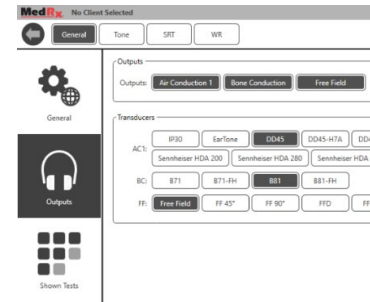 MedRx. No Client Selected
General Tone SRT WR
Outputs
Outputs: Air Conduction 1 Bone Conduction Free Field
General
Transducers
AC1: IP30 EarTone DD45 DD45-H7A
Sennheiser HDA 200 Sennheiser HDA 280 Sennheiser HDA
BC: B71 B71-FH B81 B81-FH
Outputs
FF: Free Field FF 45° FF 90° FFD
Shown Tests